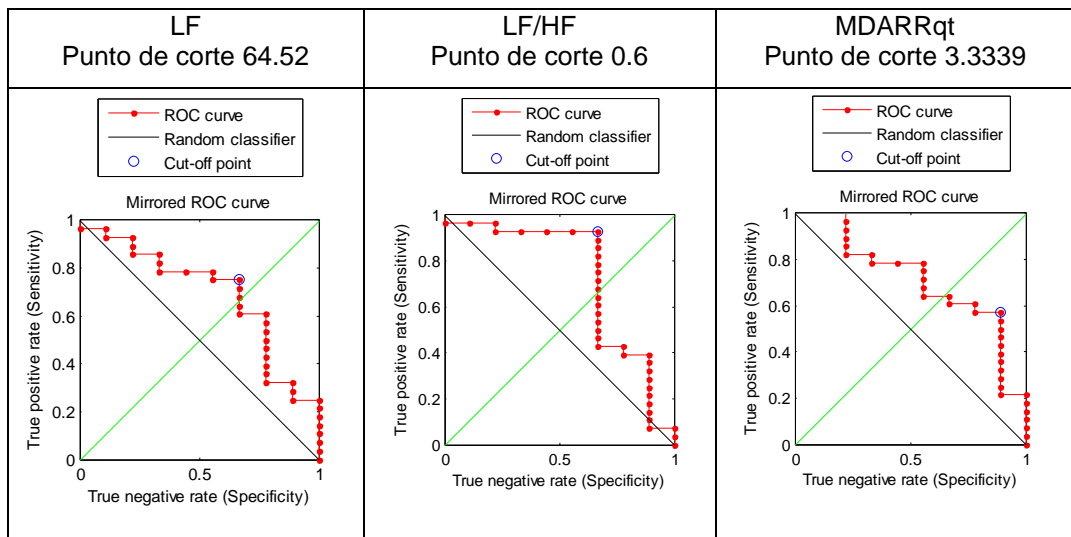 LF
Punto de corte 64.52
LF/HF
Punto de corte 0.6
MDARRqt
Punto de corte 3.3339
ROC curve
Random classifier
Cut-off point
Mirrored ROC curve
True positive rate (Sensitivity)
1
0.8
0.6
0.4
0.2
0
0
0.5
1
True negative rate (Specificity)
ROC curve
Random classifier
Cut-off point
Mirrored ROC curve
True positive rate (Sensitivity)
1
0.8
0.6
0.4
0.2
0
0
0.5
1
True negative rate (Specificity)
ROC curve
Random classifier
Cut-off point
Mirrored ROC curve
True positive rate (Sensitivity)
1
0.8
0.6
0.4
0.2
0
0
0.5
1
True negative rate (Specificity)